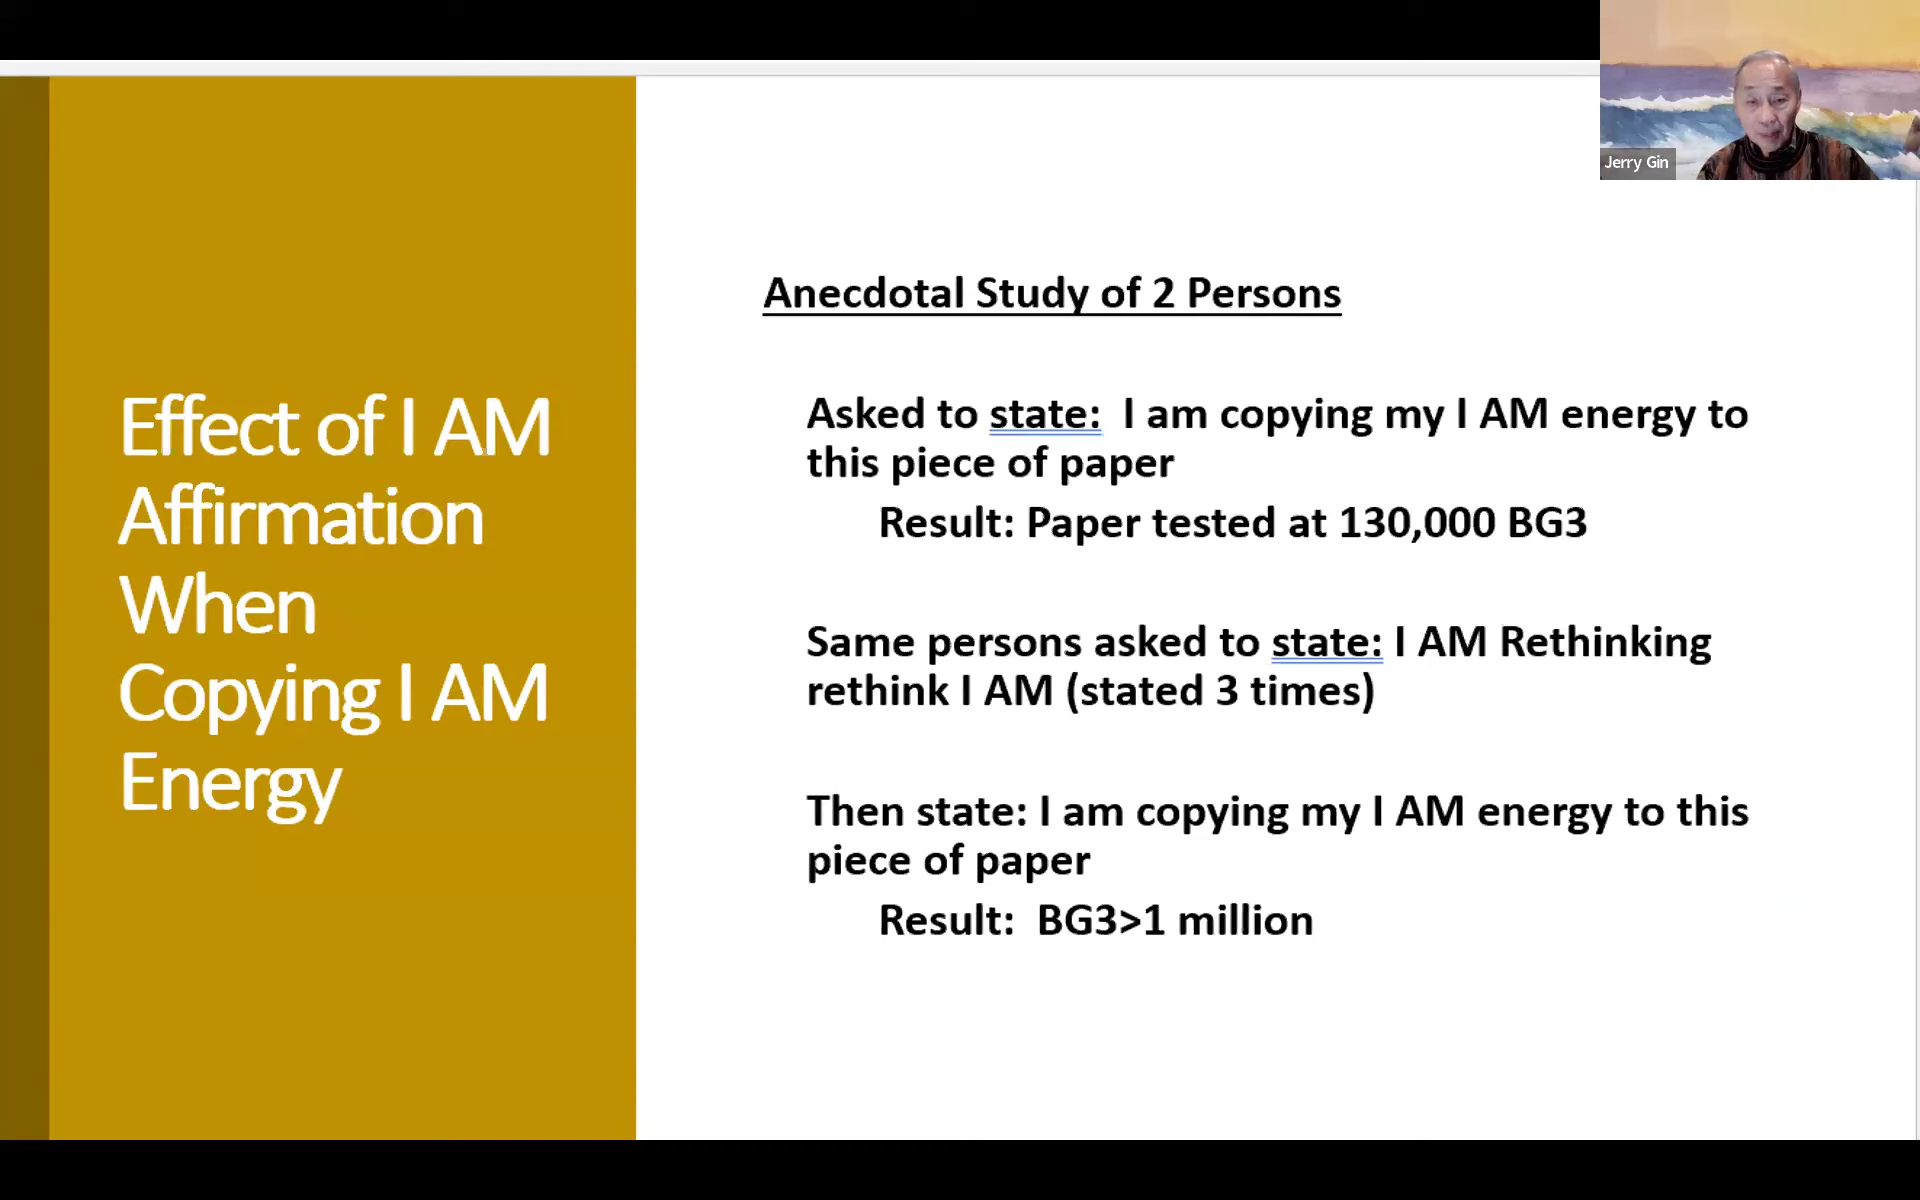 Jerry Gin
Effect of I AM
Affirmation
When
Copying I AM
Energy
Anecdotal Study of 2 Persons
Asked to state:  I am copying my I AM energy to
this piece of paper
Result: Paper tested at 130,000 BG3
Same persons asked to state: I AM Rethinking
rethink I AM (stated 3 times)
Then state: I am copying my I AM energy to this
piece of paper
Result:  BG3>1 million